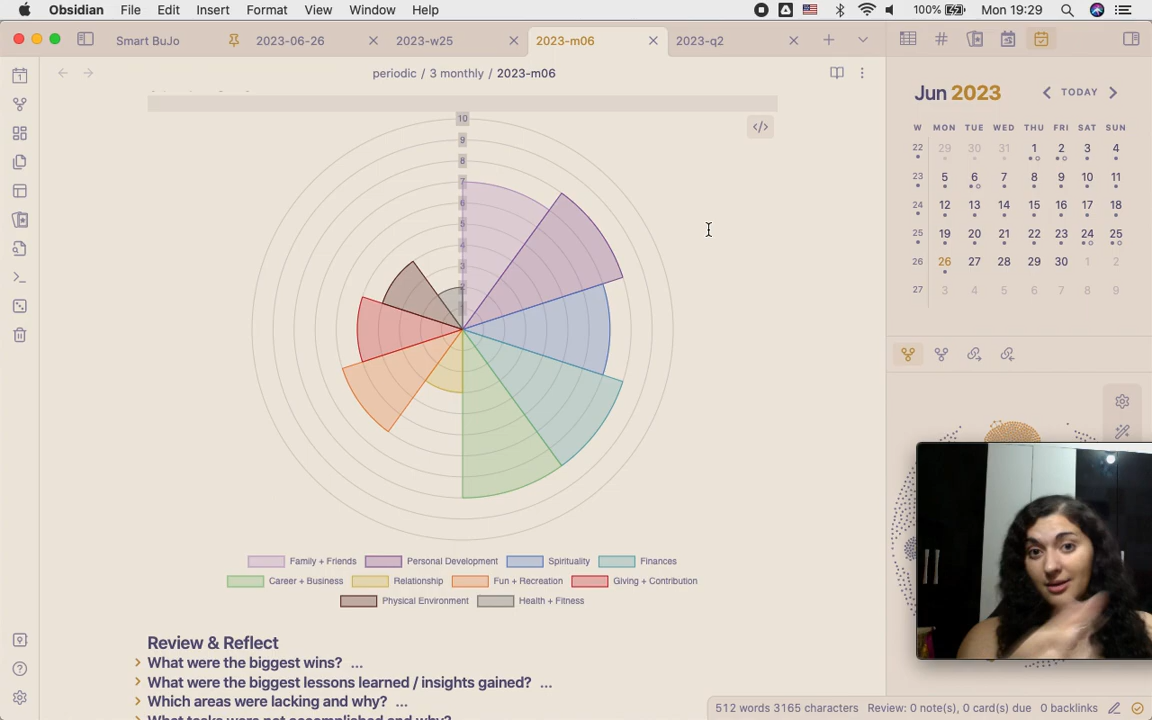 Obsidian File Edit Insert Format View Window Help 100% Mon 19:29
Smart BuJo 2023-06-26 2023-w25 2023-m06 2023-q2
periodic / 3 monthly / 2023-m06
10
9
8
7
6
5
4
3
2
1
Family + Friends Personal Development Spirituality Finances
Career + Business Relationship Fun + Recreation Giving + Contribution
Physical Environment Health + Fitness
Review & Reflect
What were the biggest wins? ...
What were the biggest lessons learned / insights gained? ...
Which areas were lacking and why? ...
What tasks were not accomplished and why?
Jun 2023 TODAY
W MON TUE WED THU FRI SAT SUN
22 29 30 31 1 2 3 4
23 5 6 7 8 9 10 11
24 12 13 14 15 16 17 18
25 19 20 21 22 23 24 25
26 26 27 28 29 30 1 2
27 3 4 5 6 7 8 9
512 words 3165 characters Review: 0 note(s), 0 card(s) due 0 backlinks